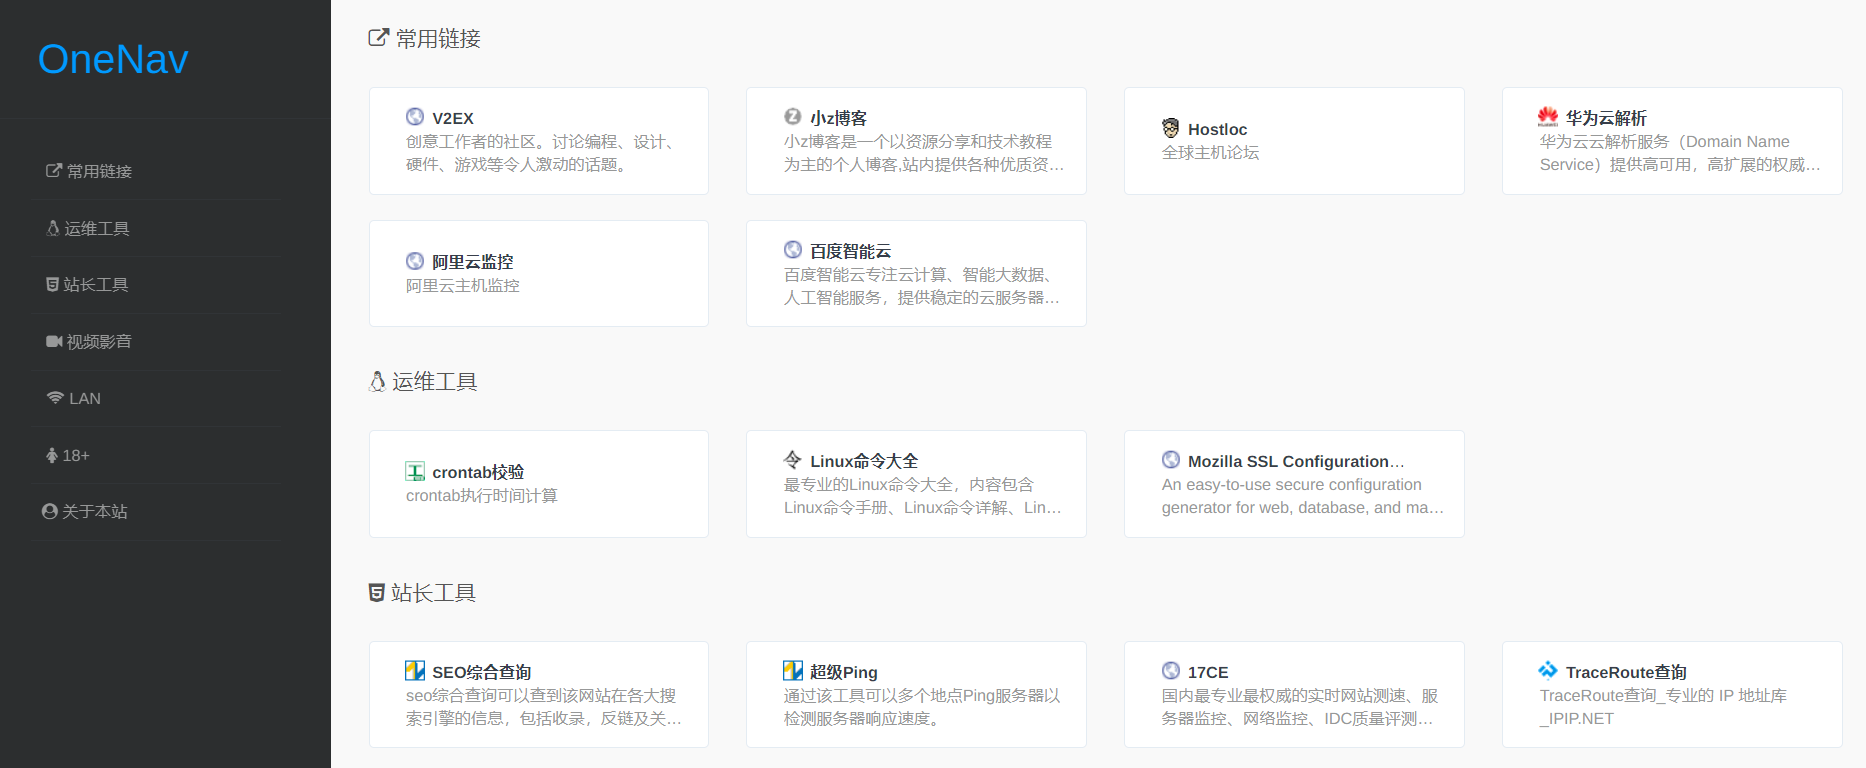 OneNav
常用链接
运维工具
站长工具
视频影音
LAN
18+
关于本站
常用链接
V2EX
创意工作者的社区。讨论编程、设计、
硬件、游戏等令人激动的话题。
小z博客
小z博客是一个以资源分享和技术教程
为主的个人博客,站内提供各种优质资…
Hostloc
全球主机论坛
华为云解析
华为云云解析服务（Domain Name
Service）提供高可用，高扩展的权威…
阿里云监控
阿里云主机监控
百度智能云
百度智能云专注云计算、智能大数据、
人工智能服务，提供稳定的云服务器…
运维工具
crontab校验
crontab执行时间计算
Linux命令大全
最专业的Linux命令大全，内容包含
Linux命令手册、Linux命令详解、Lin…
Mozilla SSL Configuration…
An easy-to-use secure configuration
generator for web, database, and ma…
站长工具
SEO综合查询
seo综合查询可以查到该网站在各大搜
索引擎的信息，包括收录，反链及关…
超级Ping
通过该工具可以多个地点Ping服务器以
检测服务器响应速度。
17CE
国内最专业最权威的实时网站测速、服
务器监控、网络监控、IDC质量评测…
TraceRoute查询
TraceRoute查询_专业的 IP 地址库
_IPIP.NET